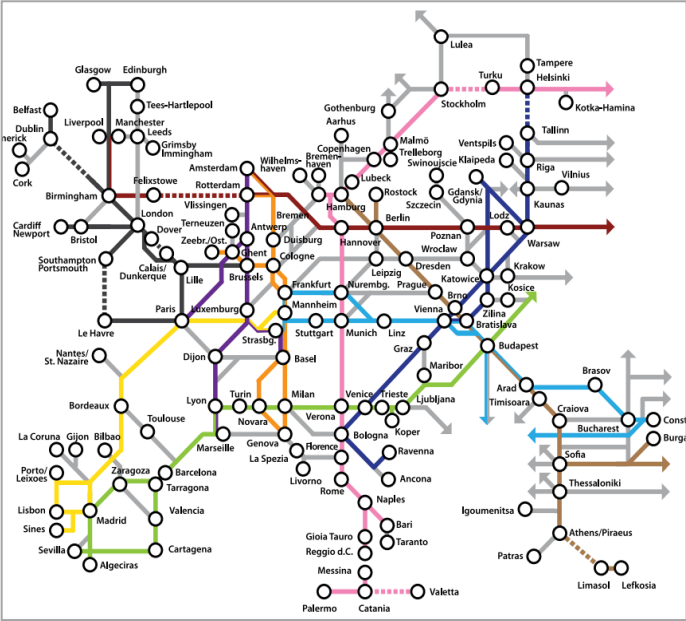 Lulea
Tampere
Glasgow
Edinburgh
Turku
Helsinki
Stockholm
Kotka-Hamina
Tees-Hartlepool
Belfast
Gothenburg
Aarhus
Dublin
Liverpool
Manchester
Leeds
Tallinn
Malmö
Copenhagen
Trelleborg
Ventspils
Grimsby
Immingham
merick
Cork
Amsterdam
Wilhelms-
haven
Bremen-
haven
Swinoujscie
Klaipeda
Riga
Lubeck
Felixstowe
Rotterdam
Rostock
Gdansk/
Gdynia
Vilnius
Kaunas
Birmingham
Hamburg
Vlissingen
Szczecin
London
Bremen
Berlin
Lodz
Cardiff
Newport
Bristol
Dover
Terneuzen
Antwerp
Duisburg
Hannover
Poznan
Warsaw
Zeebr./Ost.
Ghent
Cologne
Wroclaw
Southampton
Portsmouth
Calais/
Dunkerque
Lille
Brussels
Leipzig
Dresden
Katowice
Krakow
Kosice
Frankfurt
Nurembg.
Prague
Brno
Zilina
Paris
Luxemburg
Mannheim
Vienna
Bratislava
Le Havre
Strasbg.
Stuttgart
Munich
Linz
Graz
Budapest
Nantes/
St. Nazaire
Dijon
Basel
Maribor
Arad
Brasov
Timisoara
Bordeaux
Lyon
Turin
Milan
Venice
Trieste
Ljubljana
Craiova
Novara
Verona
Koper
Bucharest
Const
Toulouse
Marseille
Genova
Bologna
Burga
La Coruna
Gijon
Bilbao
La Spezia
Florence
Ravenna
Sofia
Porto/
Leixoes
Zaragoza
Barcelona
Livorno
Rome
Ancona
Tarragona
Thessaloniki
Lisbon
Madrid
Valencia
Naples
Igoumenitsa
Sines
Bari
Gioia Tauro
Taranto
Athens/Piraeus
Sevilla
Cartagena
Reggio d.C.
Patras
Algeciras
Messina
Limasol
Lefkosia
Palermo
Catania
Valetta